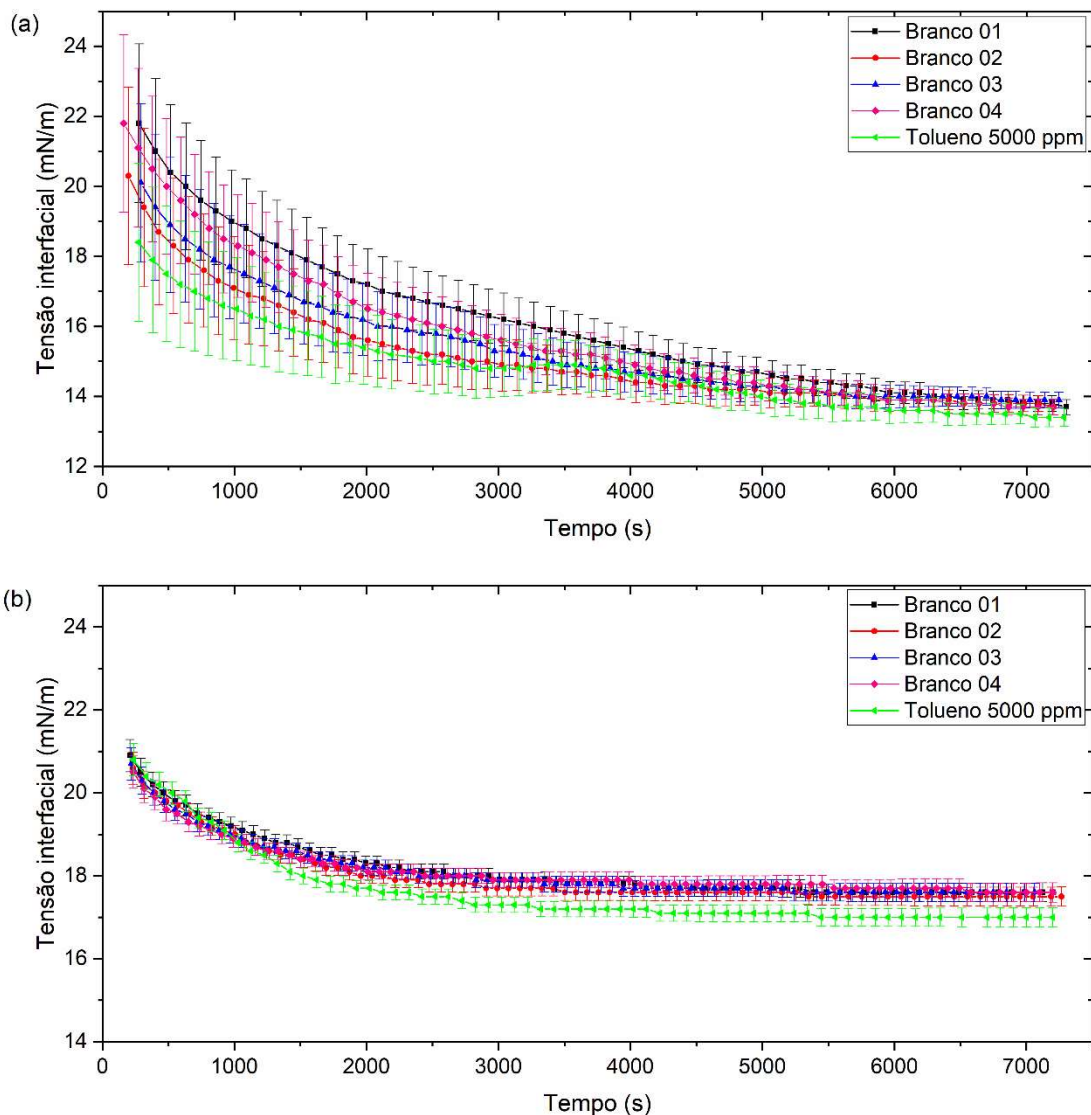 (a)
24
22
20
18
16
14
12
Tensão interfacial (mN/m)
Branco 01
Branco 02
Branco 03
Branco 04
Tolueno 5000 ppm
0 1000 2000 3000 4000 5000 6000 7000
Tempo (s)
(b)
24
22
20
18
16
14
Tensão interfacial (mN/m)
Branco 01
Branco 02
Branco 03
Branco 04
Tolueno 5000 ppm
0 1000 2000 3000 4000 5000 6000 7000
Tempo (s)